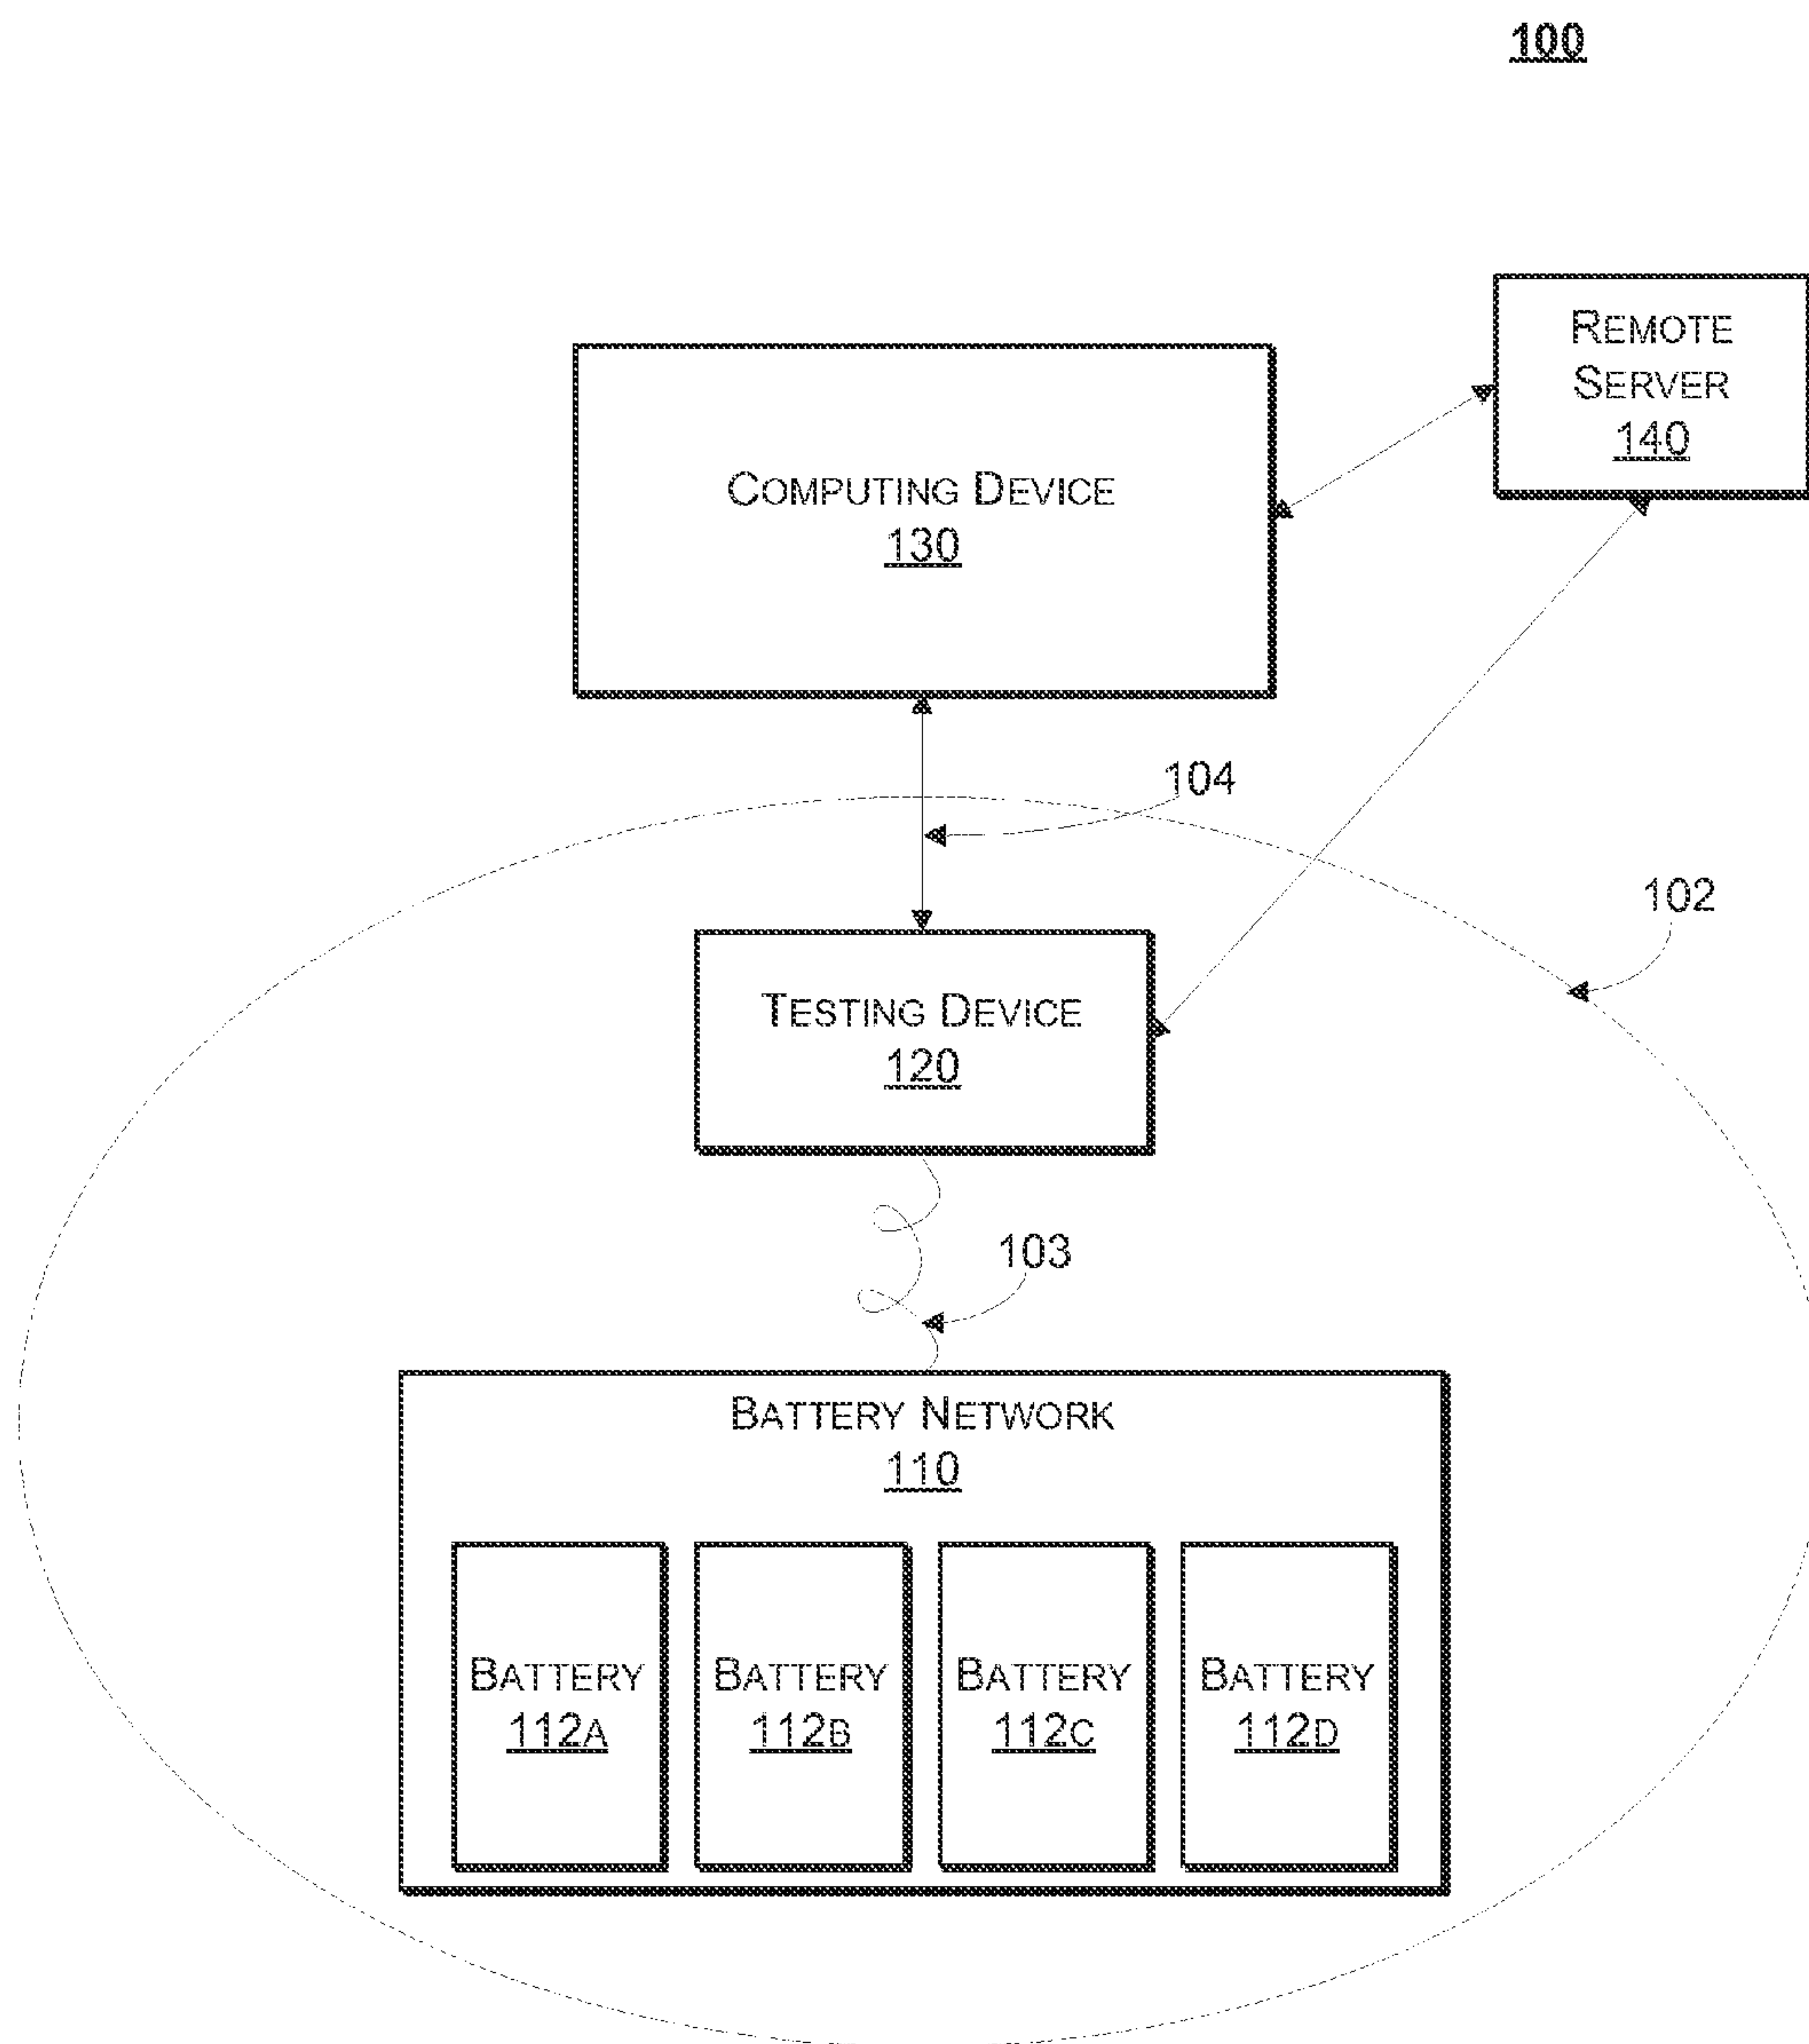 100
REMOTE
SERVER
140
COMPUTING DEVICE
130
104
102
TESTING DEVICE
120
103
BATTERY NETWORK
110
BATTERY
112A
BATTERY
112B
BATTERY
112C
BATTERY
112D